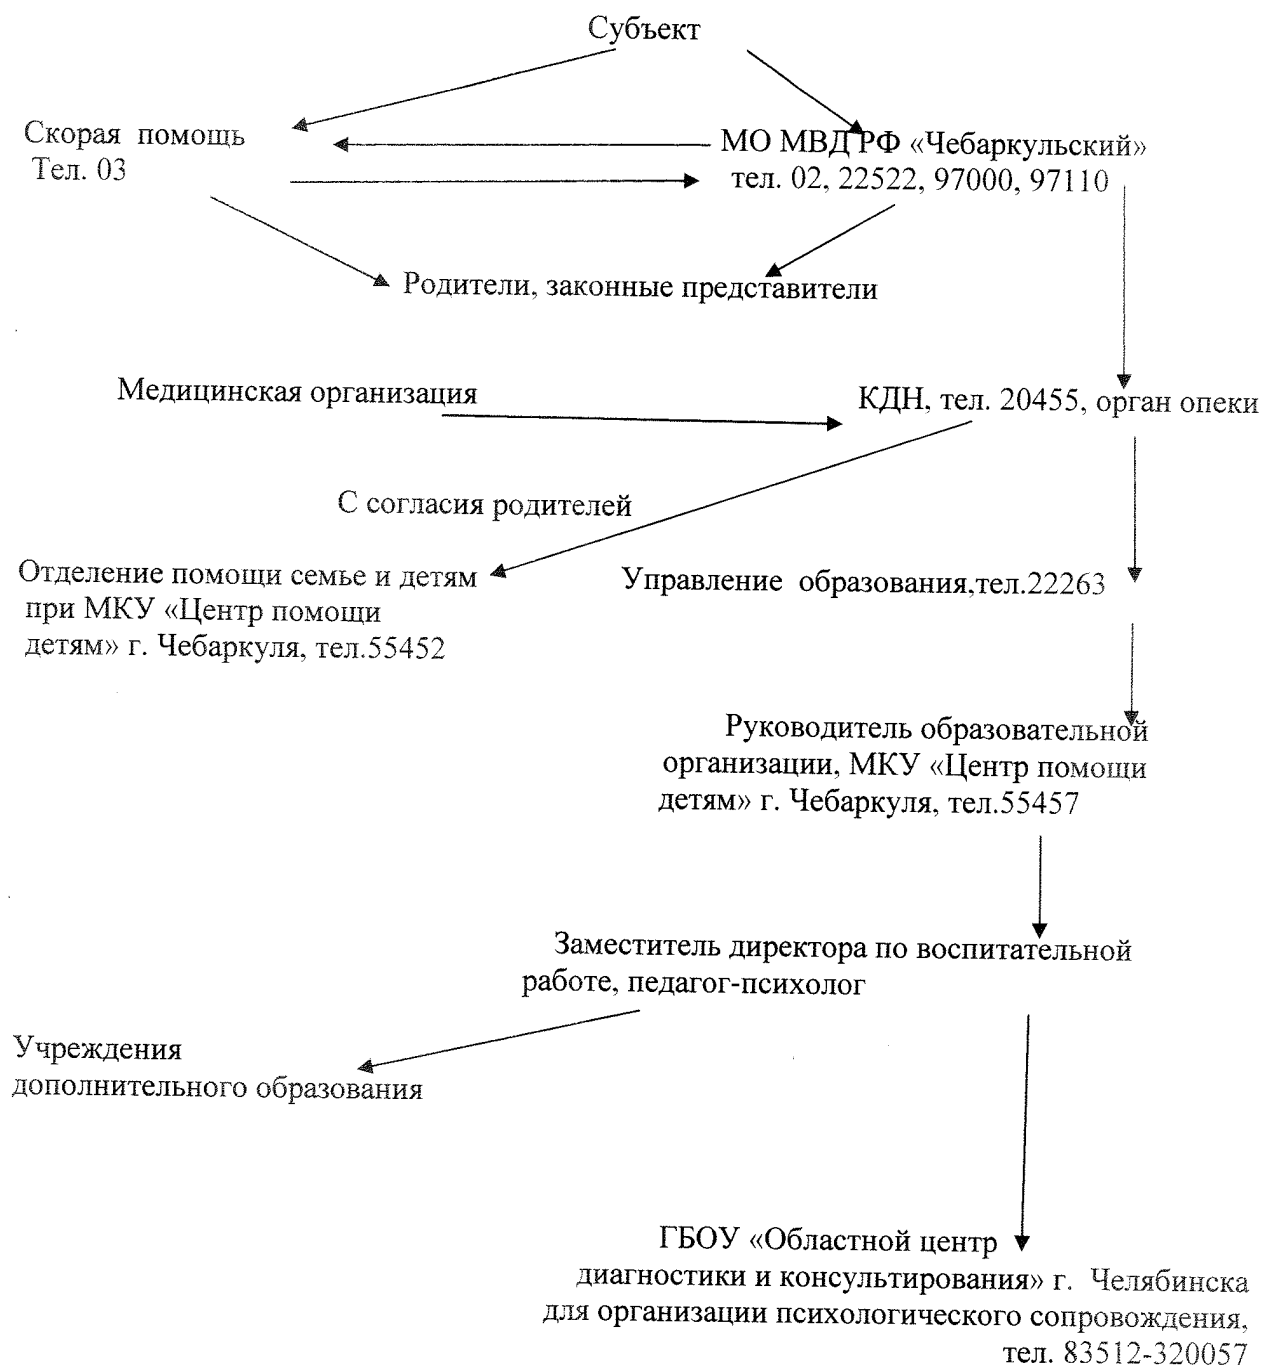 Субъект
Скорая помощь
Тел. 03
МО МВД РФ «Чебаркульский»
тел. 02, 22522, 97000, 97110
Родители, законные представители
Медицинская организация
КДН, тел. 20455, орган опеки
С согласия родителей
Отделение помощи семье и детям
при МКУ «Центр помощи
детям» г. Чебаркуля, тел.55452
Управление образования,тел.22263
Руководитель образовательной
организации, МКУ «Центр помощи
детям» г. Чебаркуля, тел.55457
Заместитель директора по воспитательной
работе, педагог-психолог
Учреждения
дополнительного образования
ГБОУ «Областной центр
диагностики и консультирования» г. Челябинска
для организации психологического сопровождения,
тел. 83512-320057